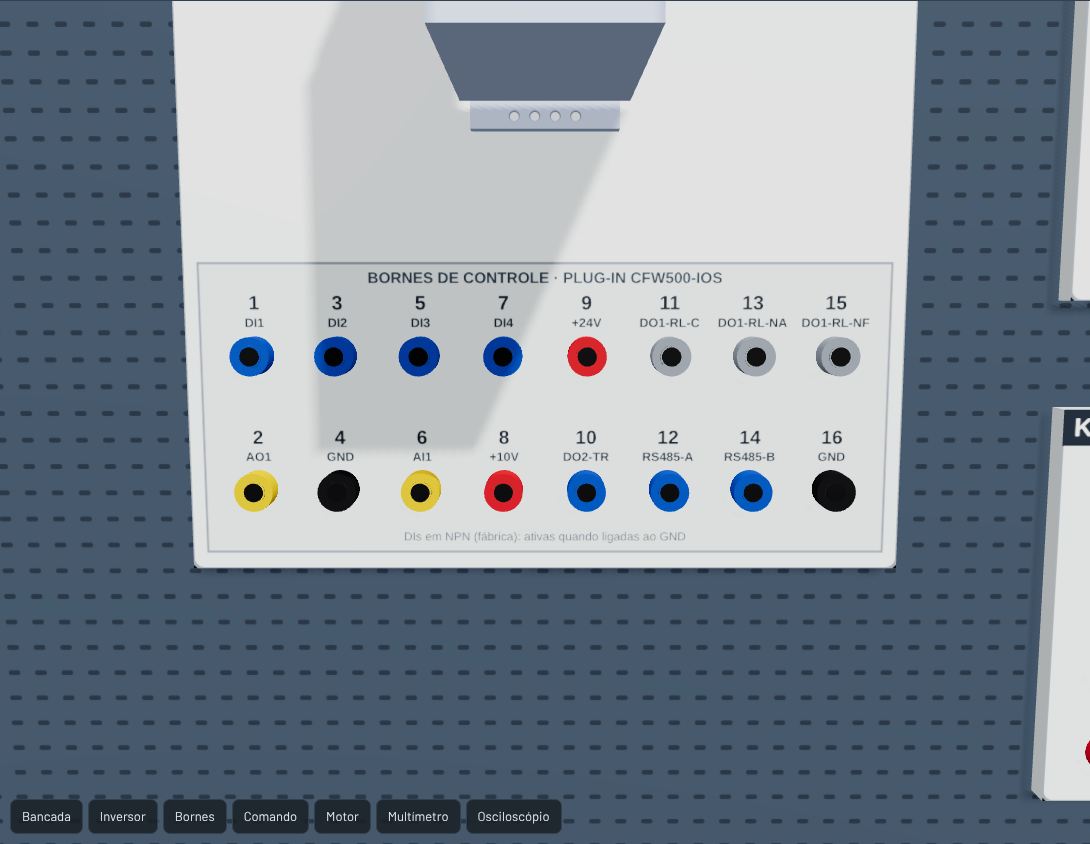 BORNES DE CONTROLE · PLUG-IN CFW500-IOS
1 3 5 7 9 11 13 15
DI1 DI2 DI3 DI4 +24V DO1-RL-C DO1-RL-NA DO1-RL-NF
2 4 6 8 10 12 14 16
AO1 GND AI1 +10V DO2-TR RS485-A RS485-B GND
DIs em NPN (fábrica): ativas quando ligadas ao GND
K
Bancada Inversor Bornes Comando Motor Multímetro Osciloscópio